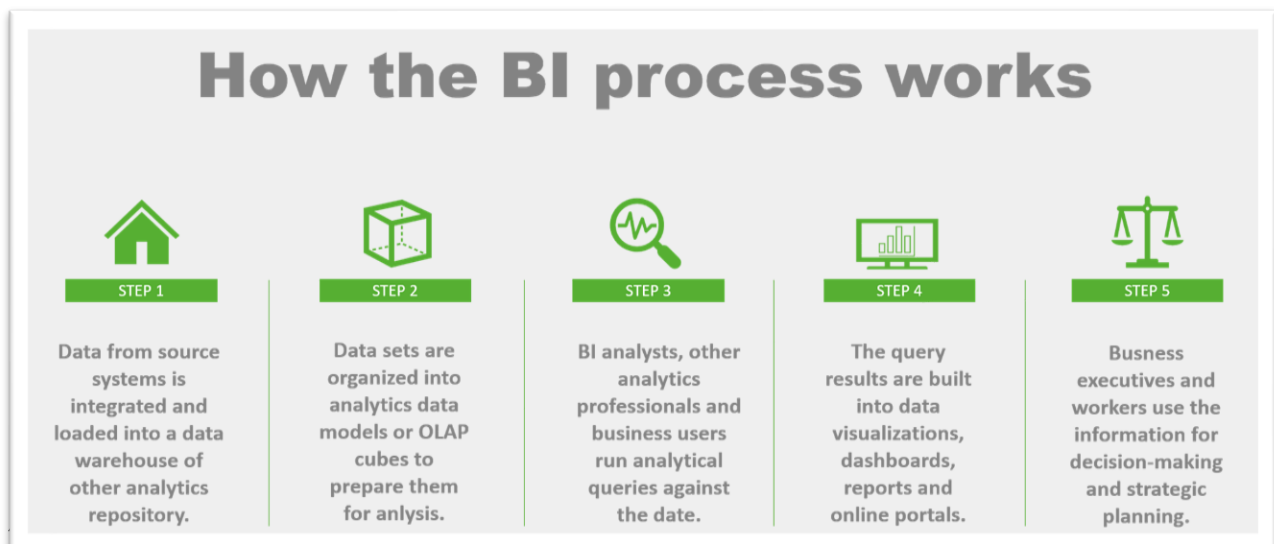 How the BI process works
STEP 1
Data from source
systems is
integrated and
loaded into a data
warehouse of
other analytics
repository.
STEP 2
Data sets are
organized into
analytics data
models or OLAP
cubes to
prepare them
for anlysis.
STEP 3
BI analysts, other
analytics
professionals and
business users
run analytical
queries against
the date.
STEP 4
The query
results are built
into data
visualizations,
dashboards,
reports and
online portals.
STEP 5
Busness
executives and
workers use the
information for
decision-making
and strategic
planning.